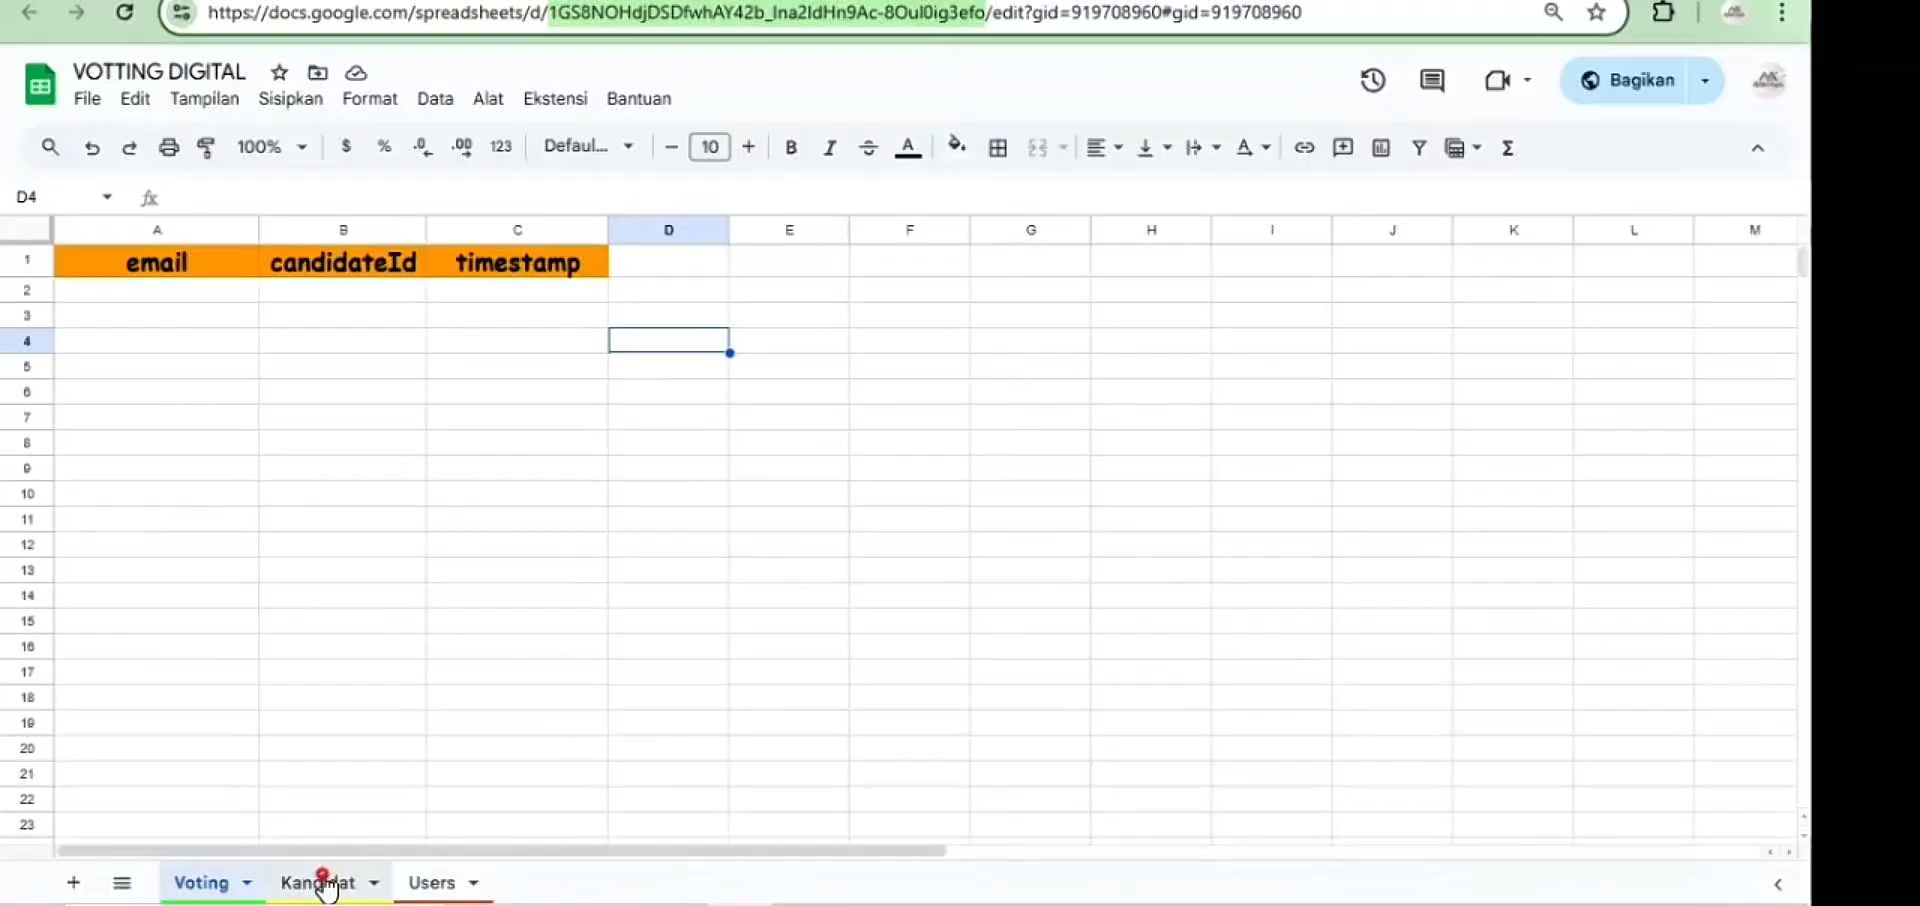 https://docs.google.com/spreadsheets/d/1GS8NOHdjDSDfwhAY42b_Ina2IdHn9Ac-8Oul0ig3efo/edit?gid=919708960#gid=919708960
VOTTING DIGITAL
File Edit Tampilan Sisipkan Format Data Alat Ekstensi Bantuan
Bagikan
100% $ % .0 .00 123 Defaul... 10 B I A Σ
D4 fx
A B C D E F G H I J K L M
1 email candidateId timestamp
2
3
4
5
6
7
8
9
10
11
12
13
14
15
16
17
18
19
20
21
22
23
Voting Kandidat Users